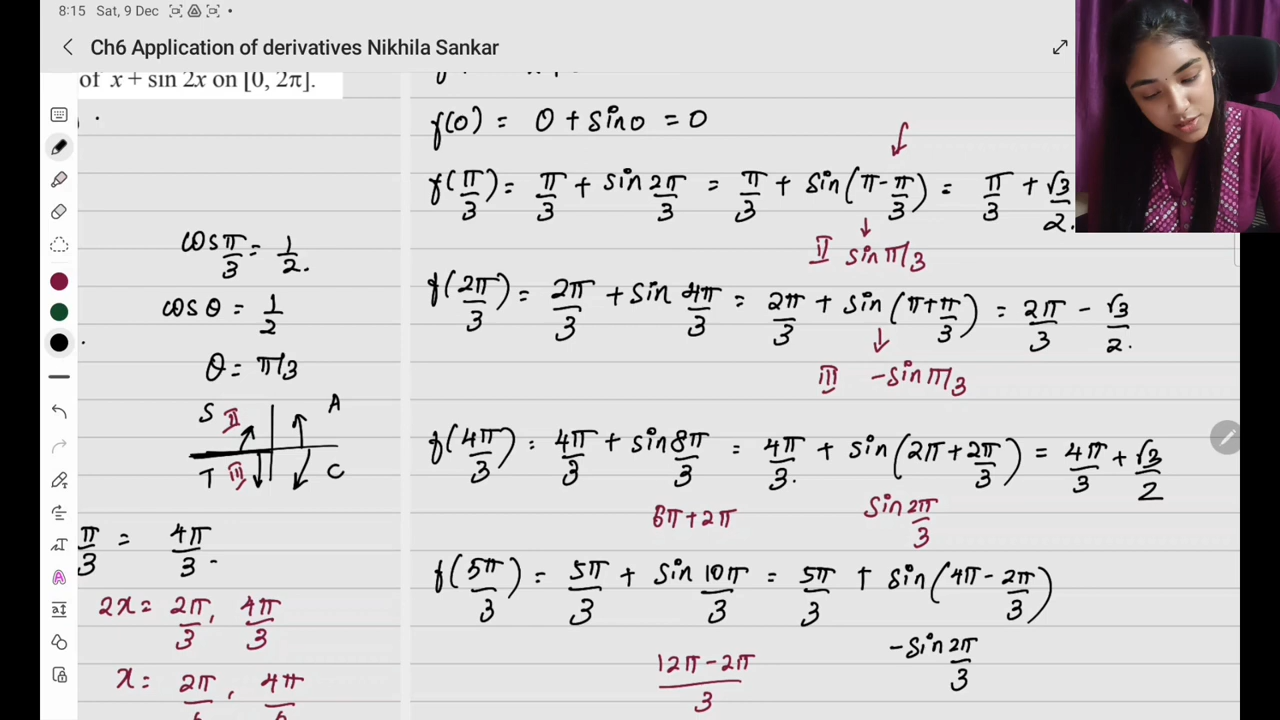 8:15 Sat, 9 Dec
Ch6 Application of derivatives Nikhila Sankar
of x + sin 2x on [0, 2π].
f(0) = 0 + sin 0 = 0
f(π/3) = π/3 + sin 2π/3 = π/3 + sin(π-π/3) = π/3 + √3/2.
II sin π/3
cos π/3 = 1/2.
cos θ = 1/2
θ = π/3
f(2π/3) = 2π/3 + sin 4π/3 = 2π/3 + sin(π+π/3) = 2π/3 - √3/2.
III -sin π/3
S II A
T III C
f(4π/3) = 4π/3 + sin 8π/3 = 4π/3. + sin(2π+2π/3) = 4π/3 + √3/2
6π+2π sin 2π/3
π/3 = 4π/3
2x = 2π/3, 4π/3
x = 2π/, 4π/
f(5π/3) = 5π/3 + sin 10π/3 = 5π/3 + sin(4π-2π/3)
-sin 2π/3
12π-2π/3